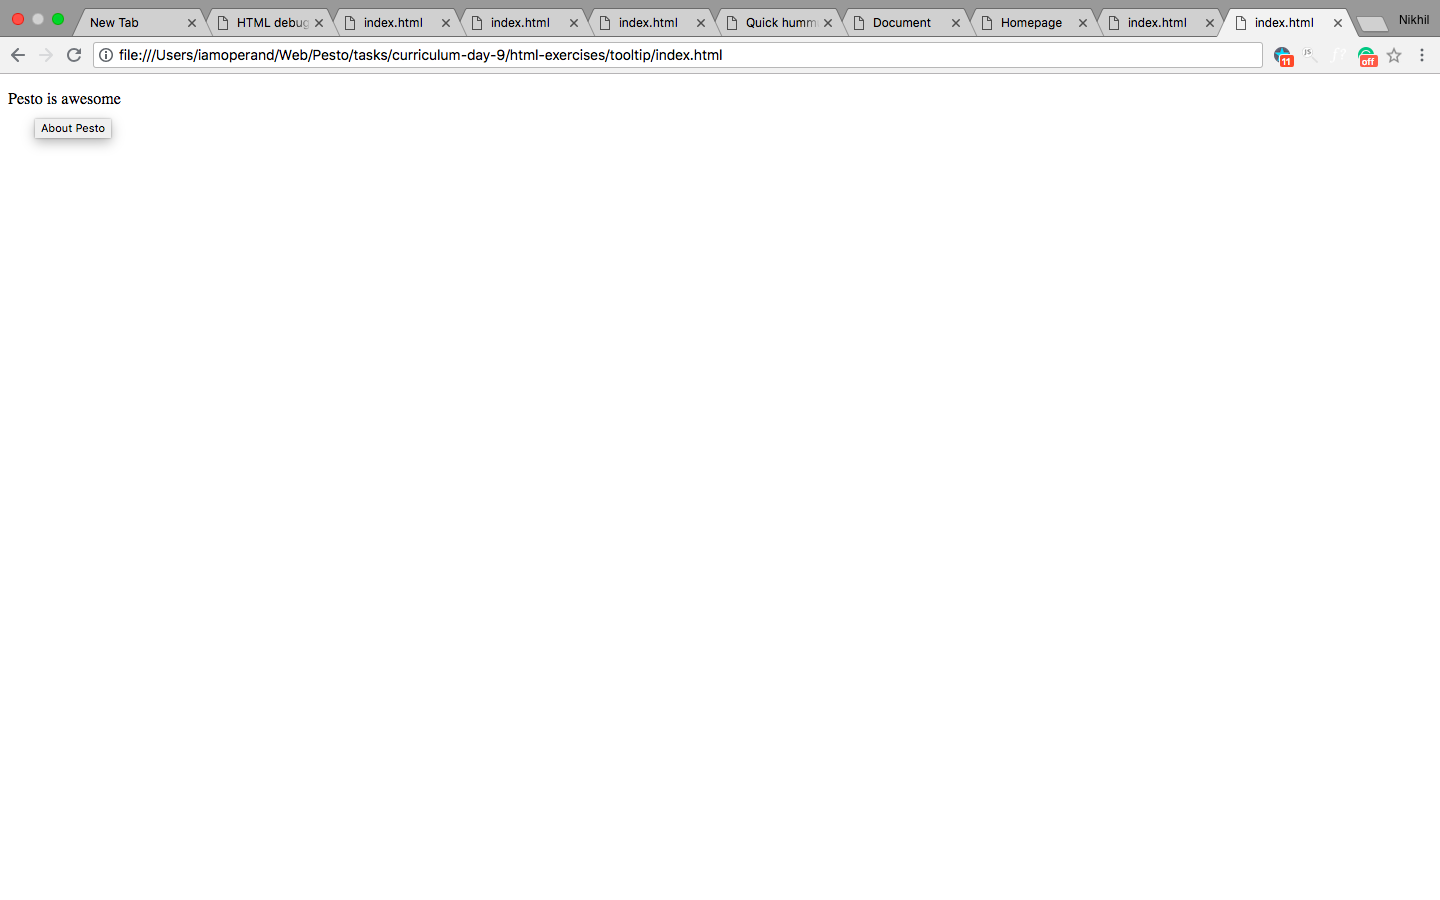 New Tab
HTML debug
index.html
index.html
index.html
Quick hummi
Document
Homepage
index.html
index.html
Nikhil
file:///Users/iamoperand/Web/Pesto/tasks/curriculum-day-9/html-exercises/tooltip/index.html
11
JS
f?
off
Pesto is awesome
About Pesto